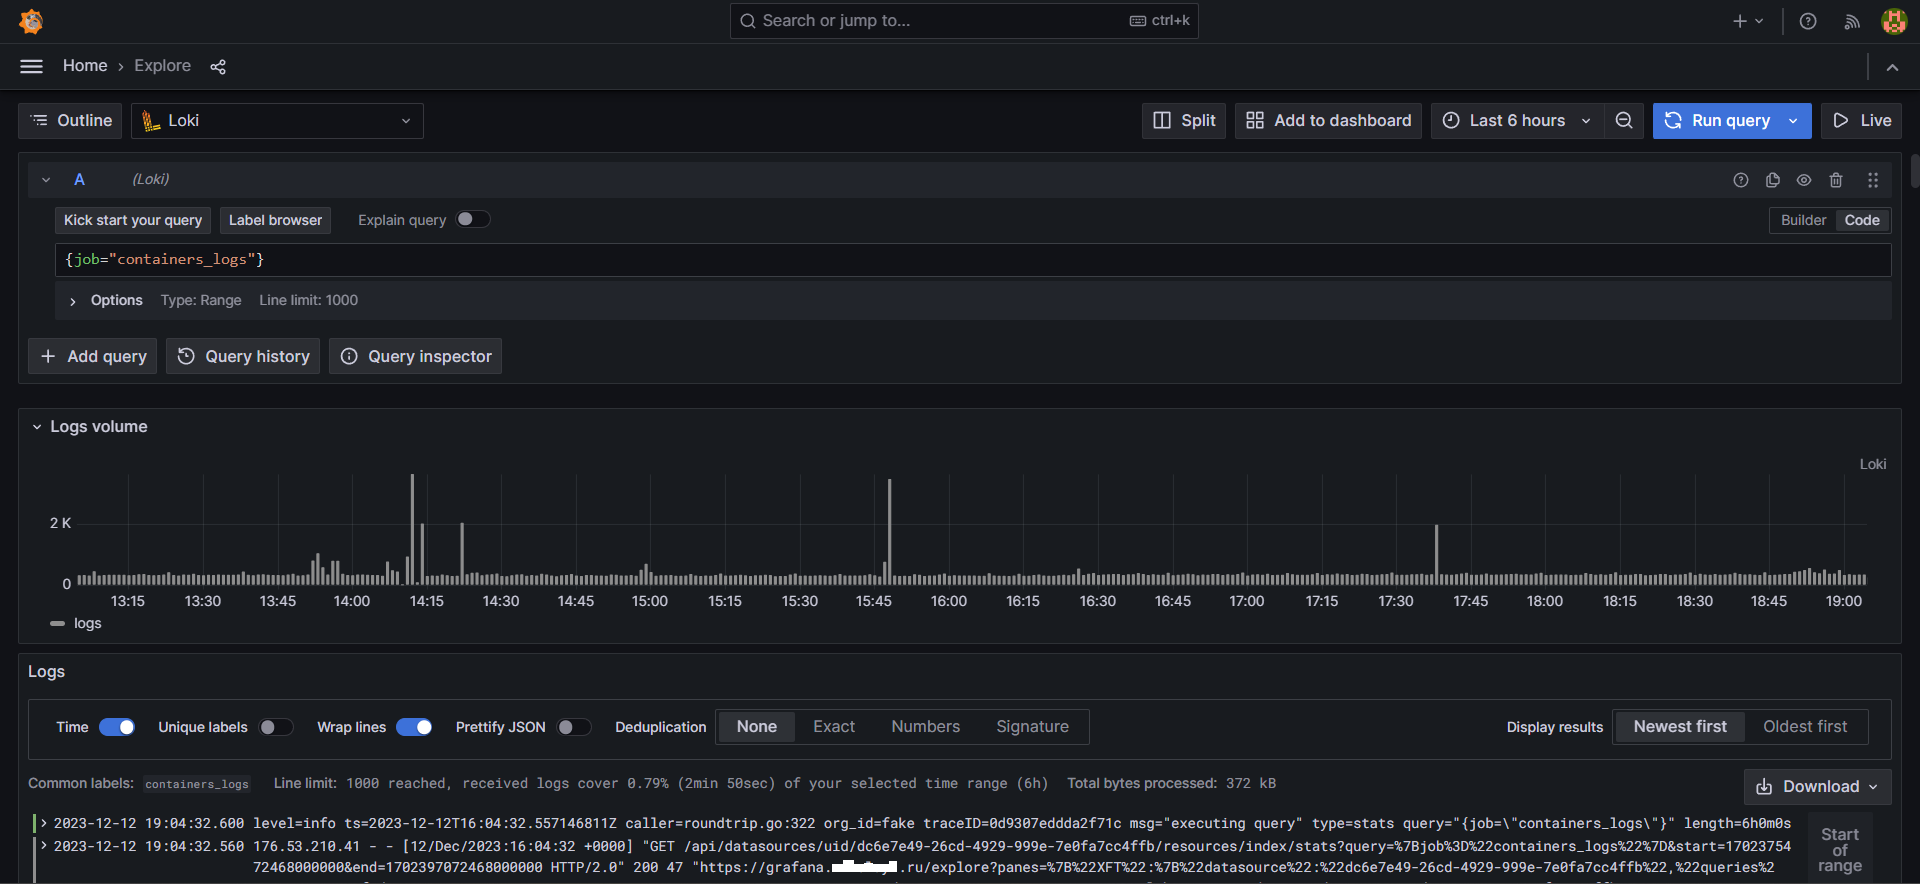 Search or jump to... ctrl+k
Home › Explore
Outline Loki Split Add to dashboard Last 6 hours Run query Live
A (Loki)
Kick start your query Label browser Explain query Builder Code
{job="containers_logs"}
Options Type: Range Line limit: 1000
Add query Query history Query inspector
Logs volume
Loki
2 K
0
13:15 13:30 13:45 14:00 14:15 14:30 14:45 15:00 15:15 15:30 15:45 16:00 16:15 16:30 16:45 17:00 17:15 17:30 17:45 18:00 18:15 18:30 18:45 19:00
logs
Logs
Time Unique labels Wrap lines Prettify JSON Deduplication None Exact Numbers Signature Display results Newest first Oldest first
Common labels: containers_logs Line limit: 1000 reached, received logs cover 0.79% (2min 50sec) of your selected time range (6h) Total bytes processed: 372 kB Download
2023-12-12 19:04:32.600 level=info ts=2023-12-12T16:04:32.557146811Z caller=roundtrip.go:322 org_id=fake traceID=0d9307eddda2f71c msg="executing query" type=stats query="{job=\"containers_logs\"}" length=6h0m0s
2023-12-12 19:04:32.560 176.53.210.41 - - [12/Dec/2023:16:04:32 +0000] "GET /api/datasources/uid/dc6e7e49-26cd-4929-999e-7e0fa7cc4ffb/resources/index/stats?query=%7Bjob%3D%22containers_logs%22%7D&start=17023754
72468000000&end=1702397072468000000 HTTP/2.0" 200 47 "https://grafana. .ru/explore?panes=%7B%22XFT%22:%7B%22datasource%22:%22dc6e7e49-26cd-4929-999e-7e0fa7cc4ffb%22,%22queries%2
Start
of
range